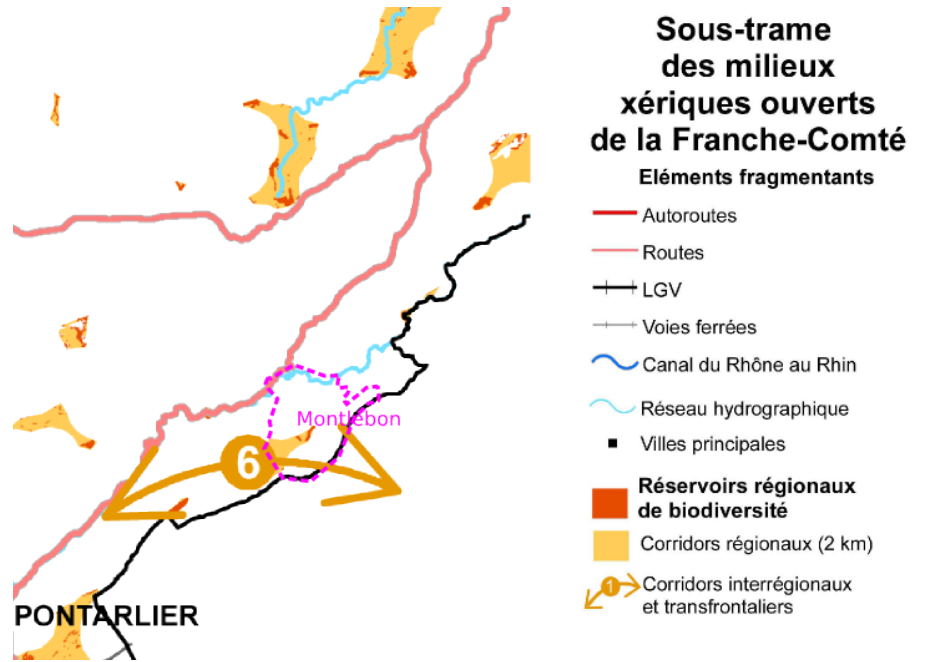 Sous-trame
des milieux
xériques ouverts
de la Franche-Comté
Eléments fragmentants
Autoroutes
Routes
LGV
Voies ferrées
Canal du Rhône au Rhin
Réseau hydrographique
Villes principales
Réservoirs régionaux
de biodiversité
Corridors régionaux (2 km)
1
Corridors interrégionaux
et transfrontaliers
Montlebon
6
PONTARLIER